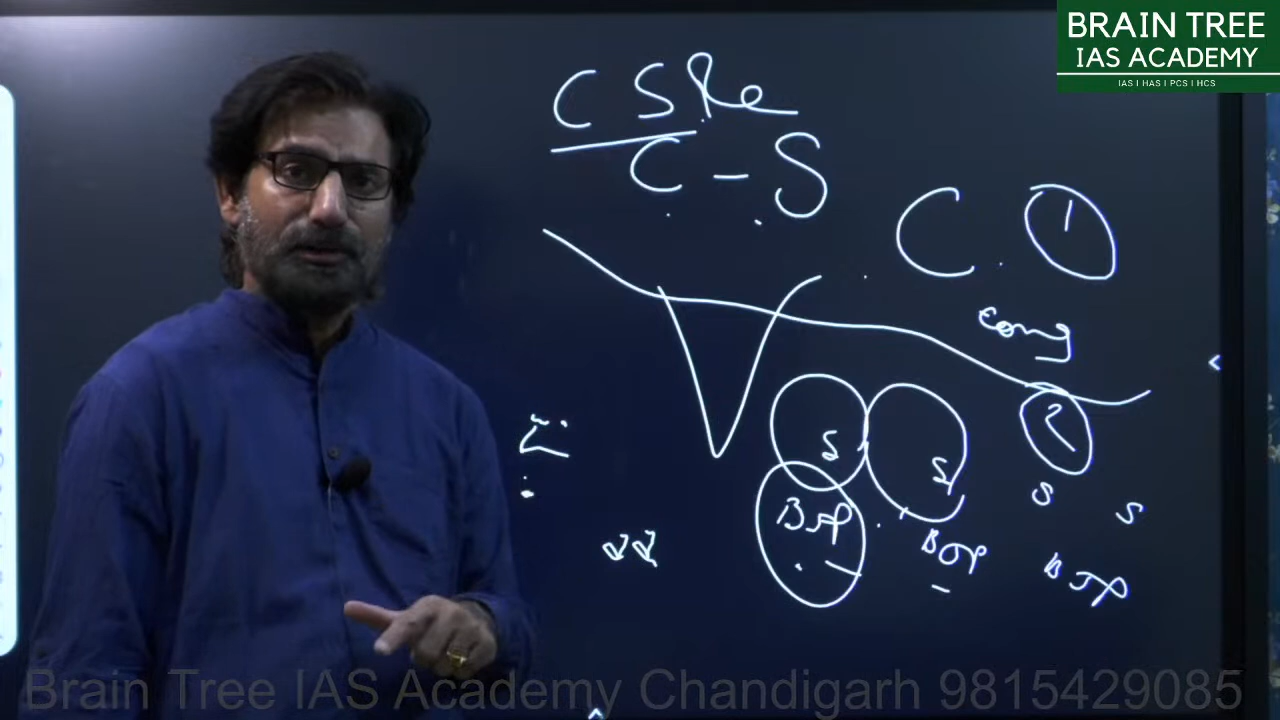 BRAIN TREE
IAS ACADEMY
IAS I HAS I PCS I HCS
C S Re
C - S
C. 1
Cong
S S 2
S S
BJP BJP BJP
Brain Tree IAS Academy Chandigarh 9815429085